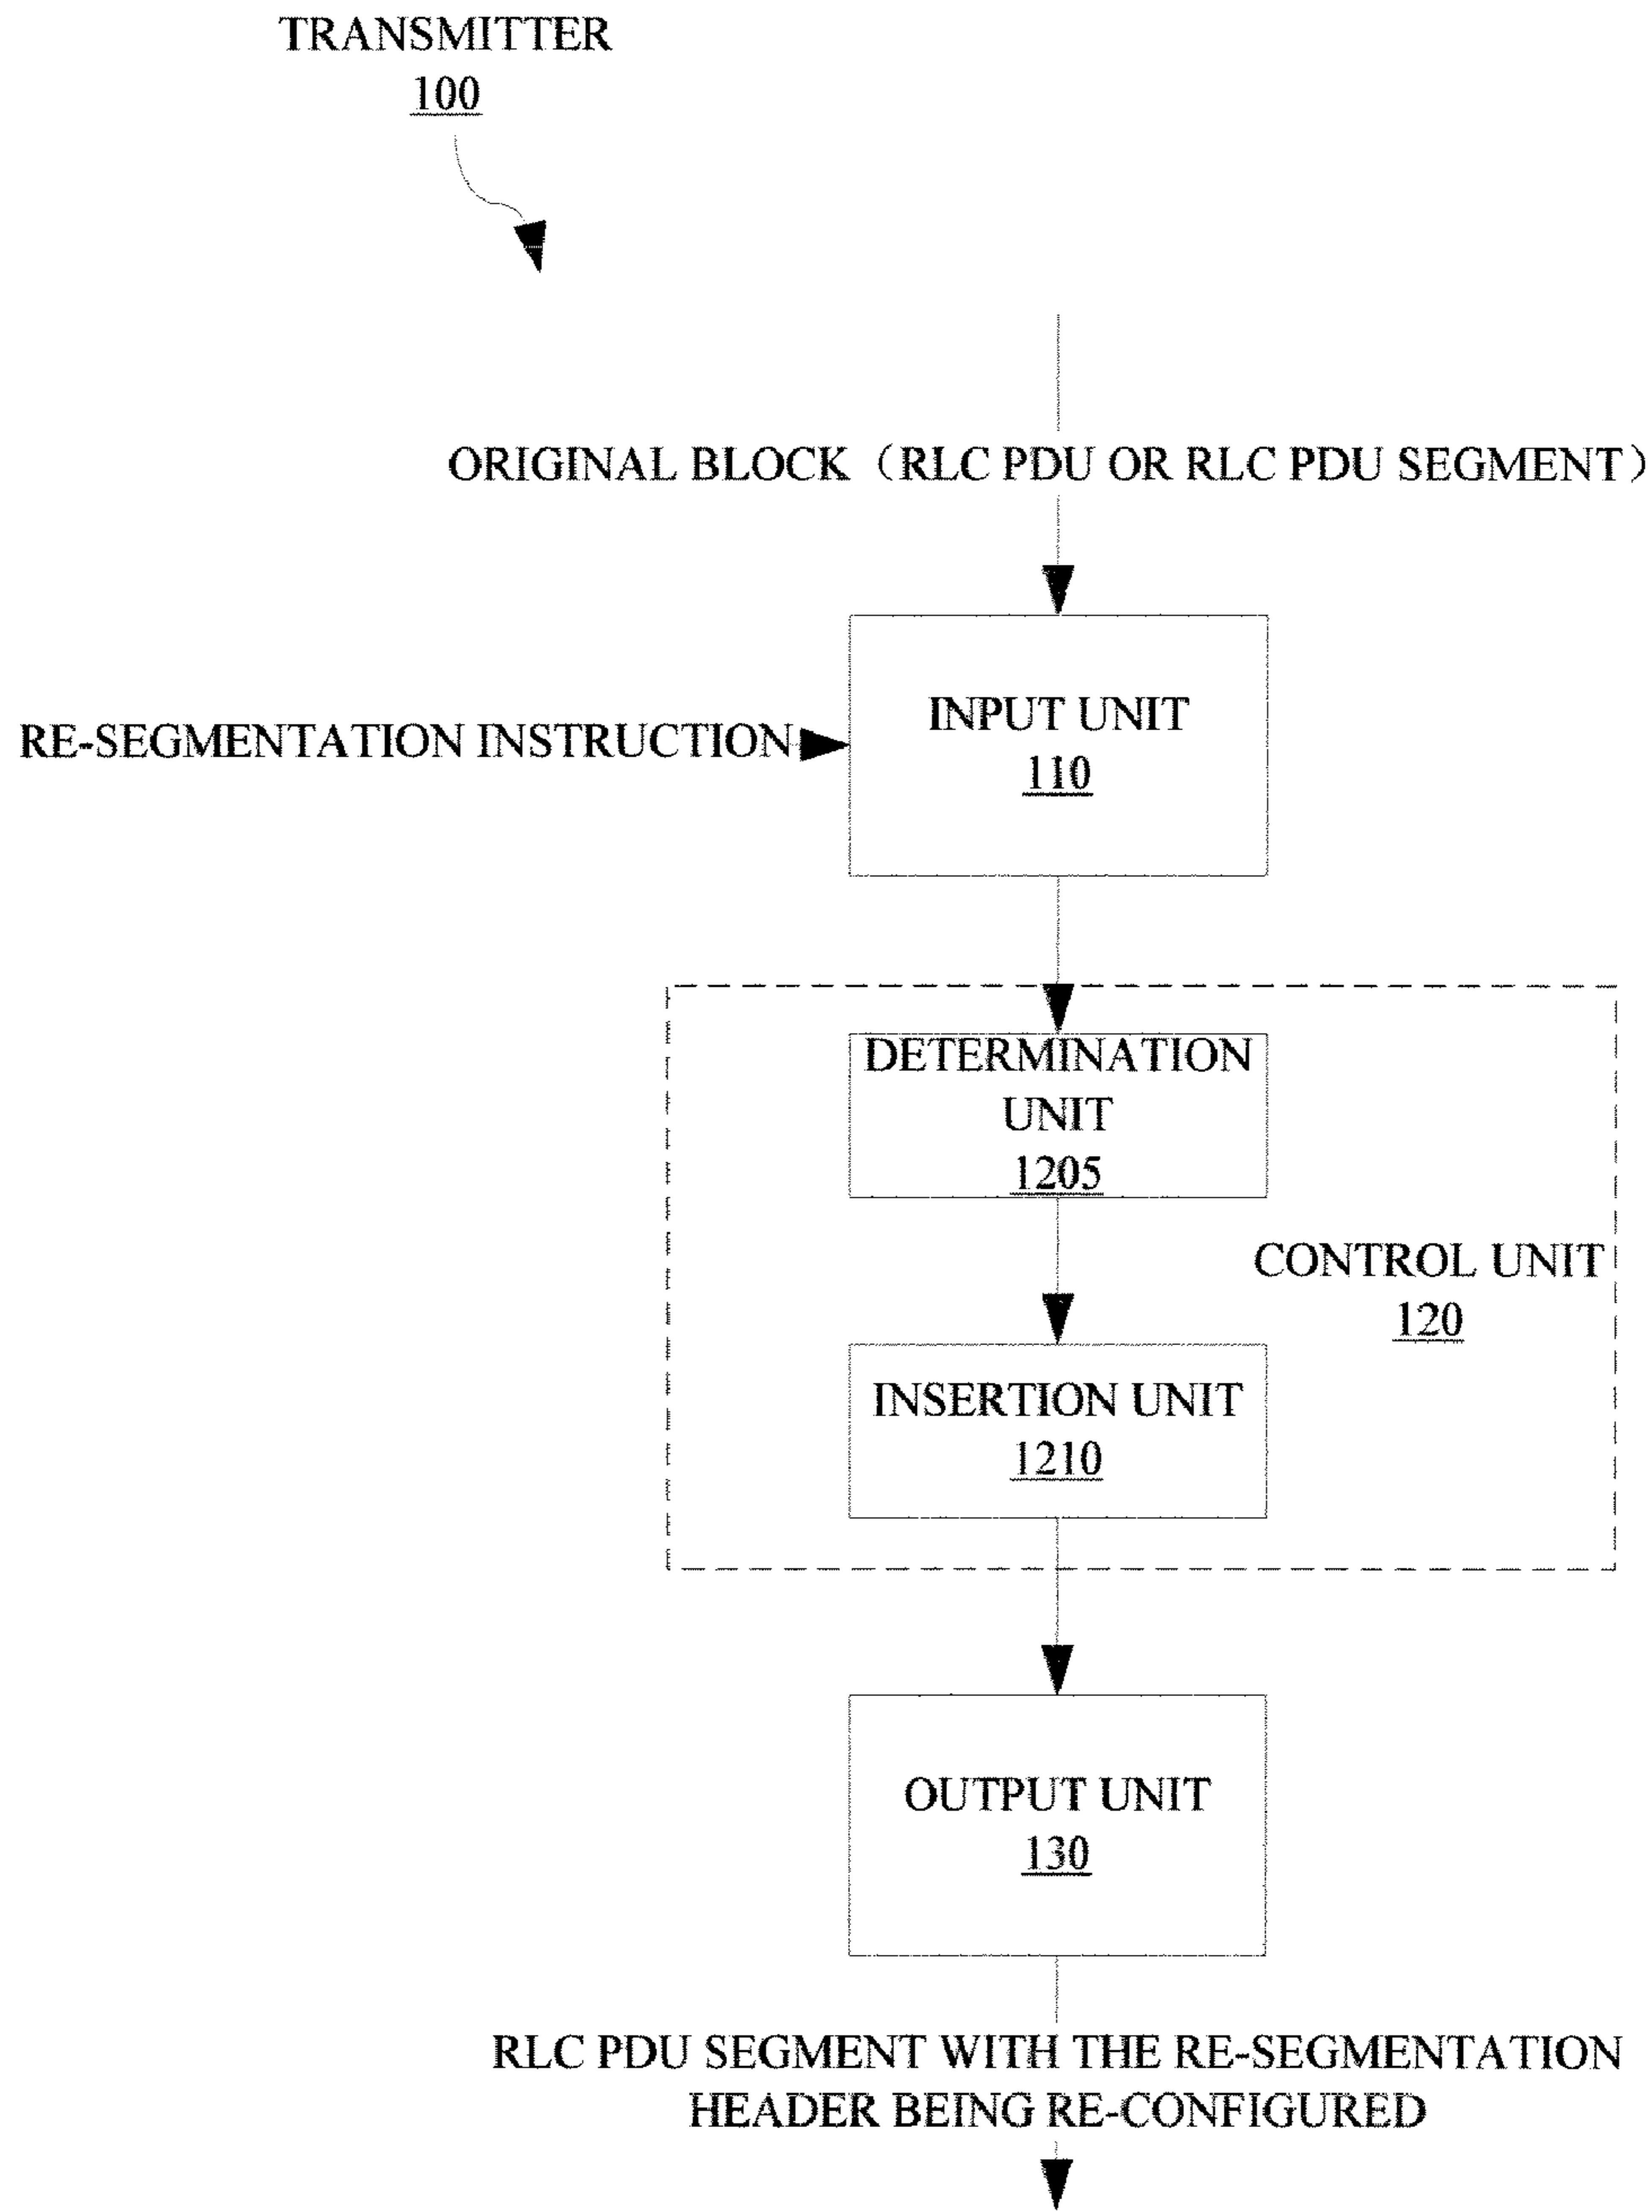 TRANSMITTER
100
ORIGINAL BLOCK（RLC PDU OR RLC PDU SEGMENT）
INPUT UNIT
110
RE-SEGMENTATION INSTRUCTION
DETERMINATION
UNIT
1205
CONTROL UNIT
120
INSERTION UNIT
1210
OUTPUT UNIT
130
RLC PDU SEGMENT WITH THE RE-SEGMENTATION
HEADER BEING RE-CONFIGURED